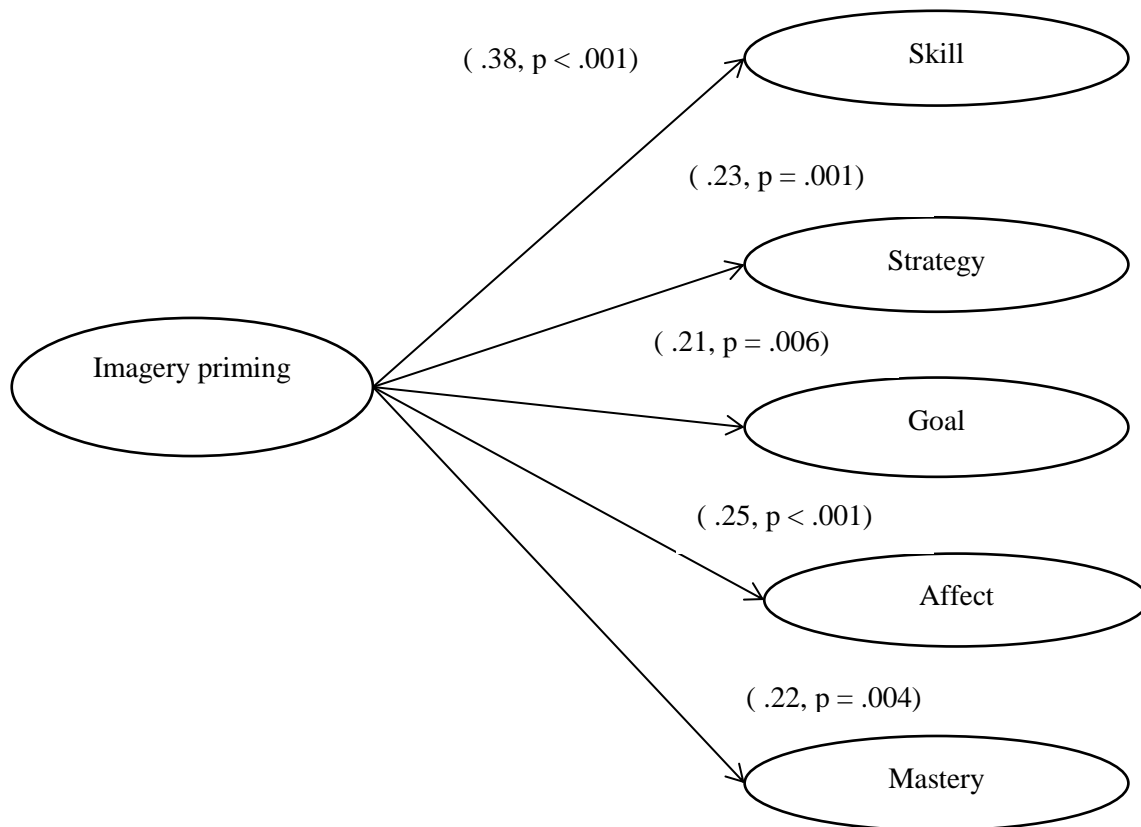 Skill
( .38, p < .001)
( .23, p = .001)
Strategy
( .21, p = .006)
Imagery priming
Goal
( .25, p < .001)
Affect
( .22, p = .004)
Mastery